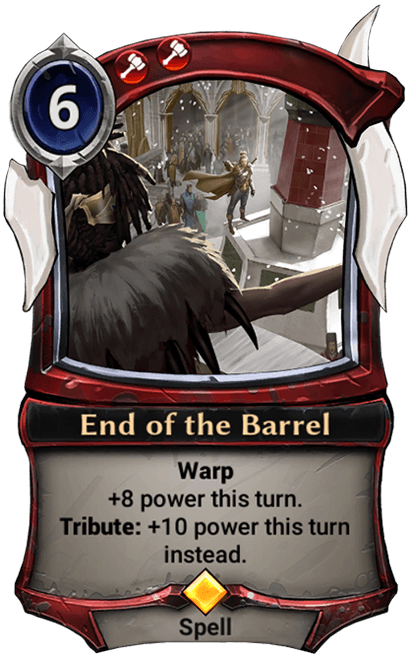 6
End of the Barrel
Warp
+8 power this turn.
Tribute: +10 power this turn
instead.
Spell